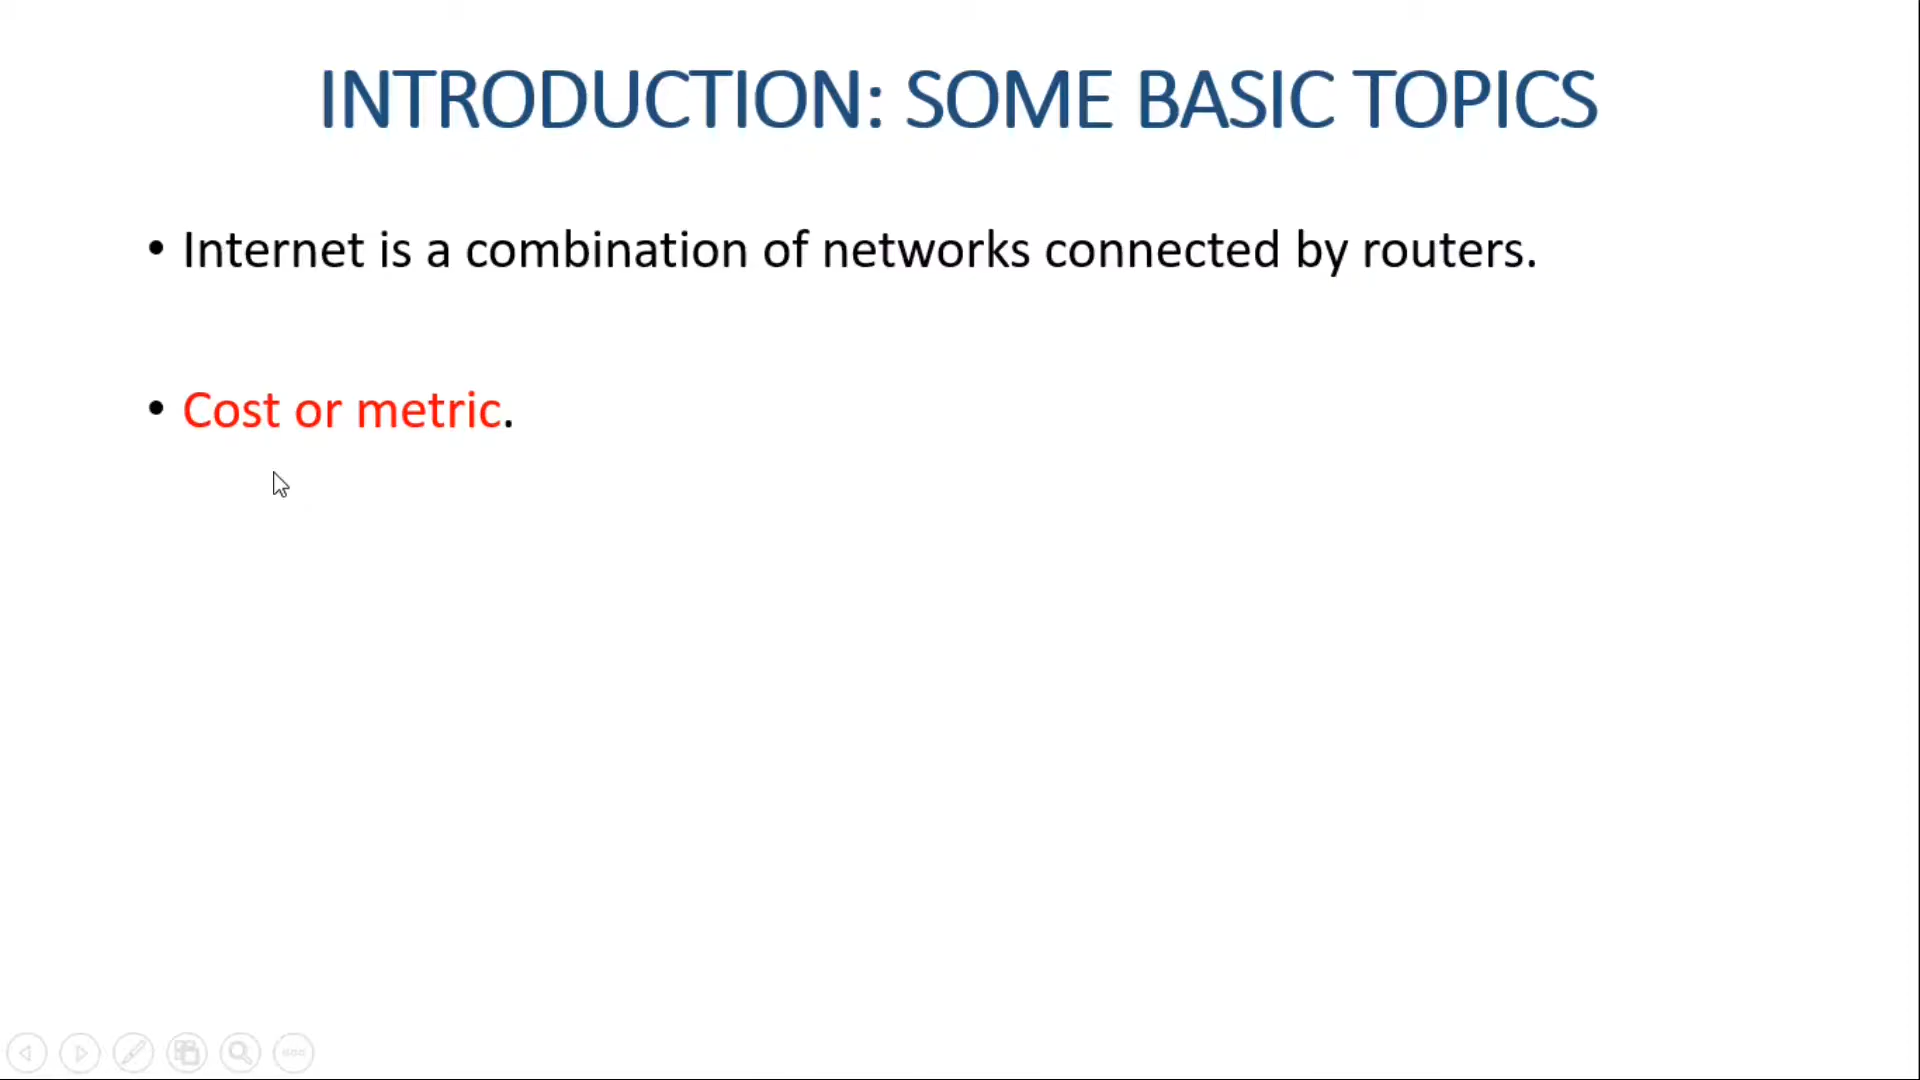 INTRODUCTION: SOME BASIC TOPICS
• Internet is a combination of networks connected by routers.
• Cost or metric.